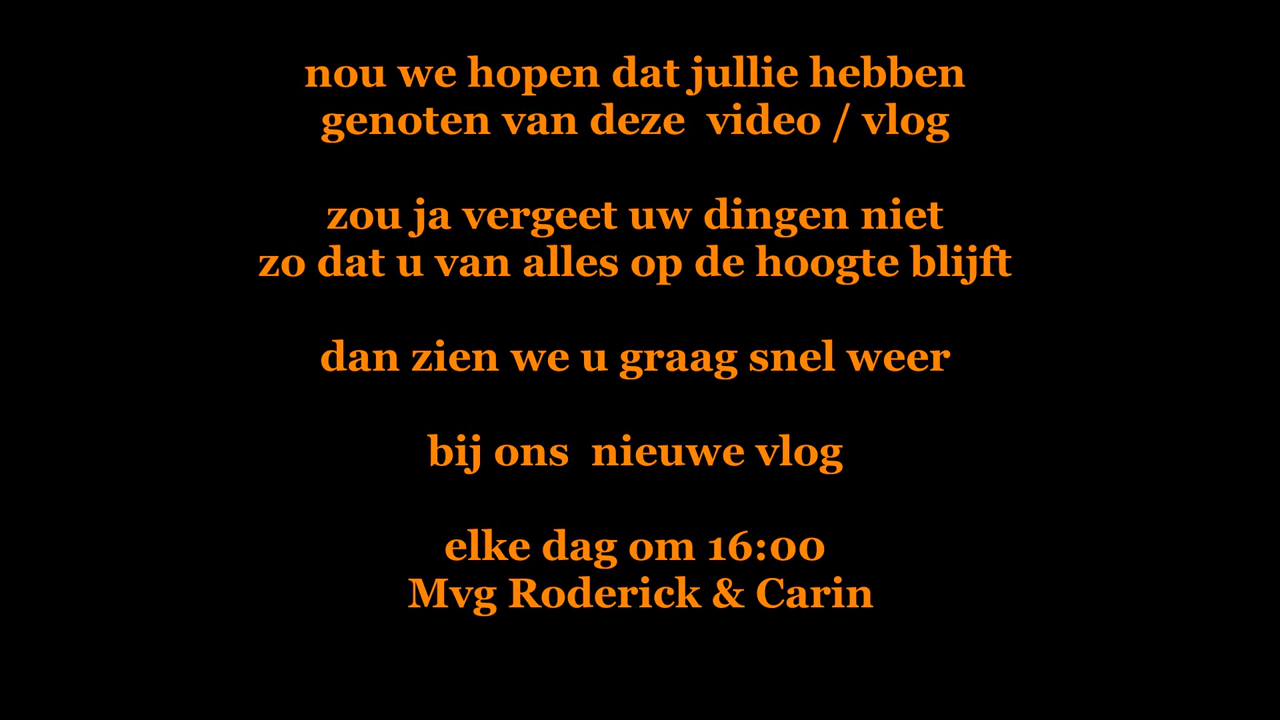 nou we hopen dat jullie hebben
genoten van deze  video / vlog
zou ja vergeet uw dingen niet
zo dat u van alles op de hoogte blijft
dan zien we u graag snel weer
bij ons  nieuwe vlog
elke dag om 16:00
Mvg Roderick & Carin